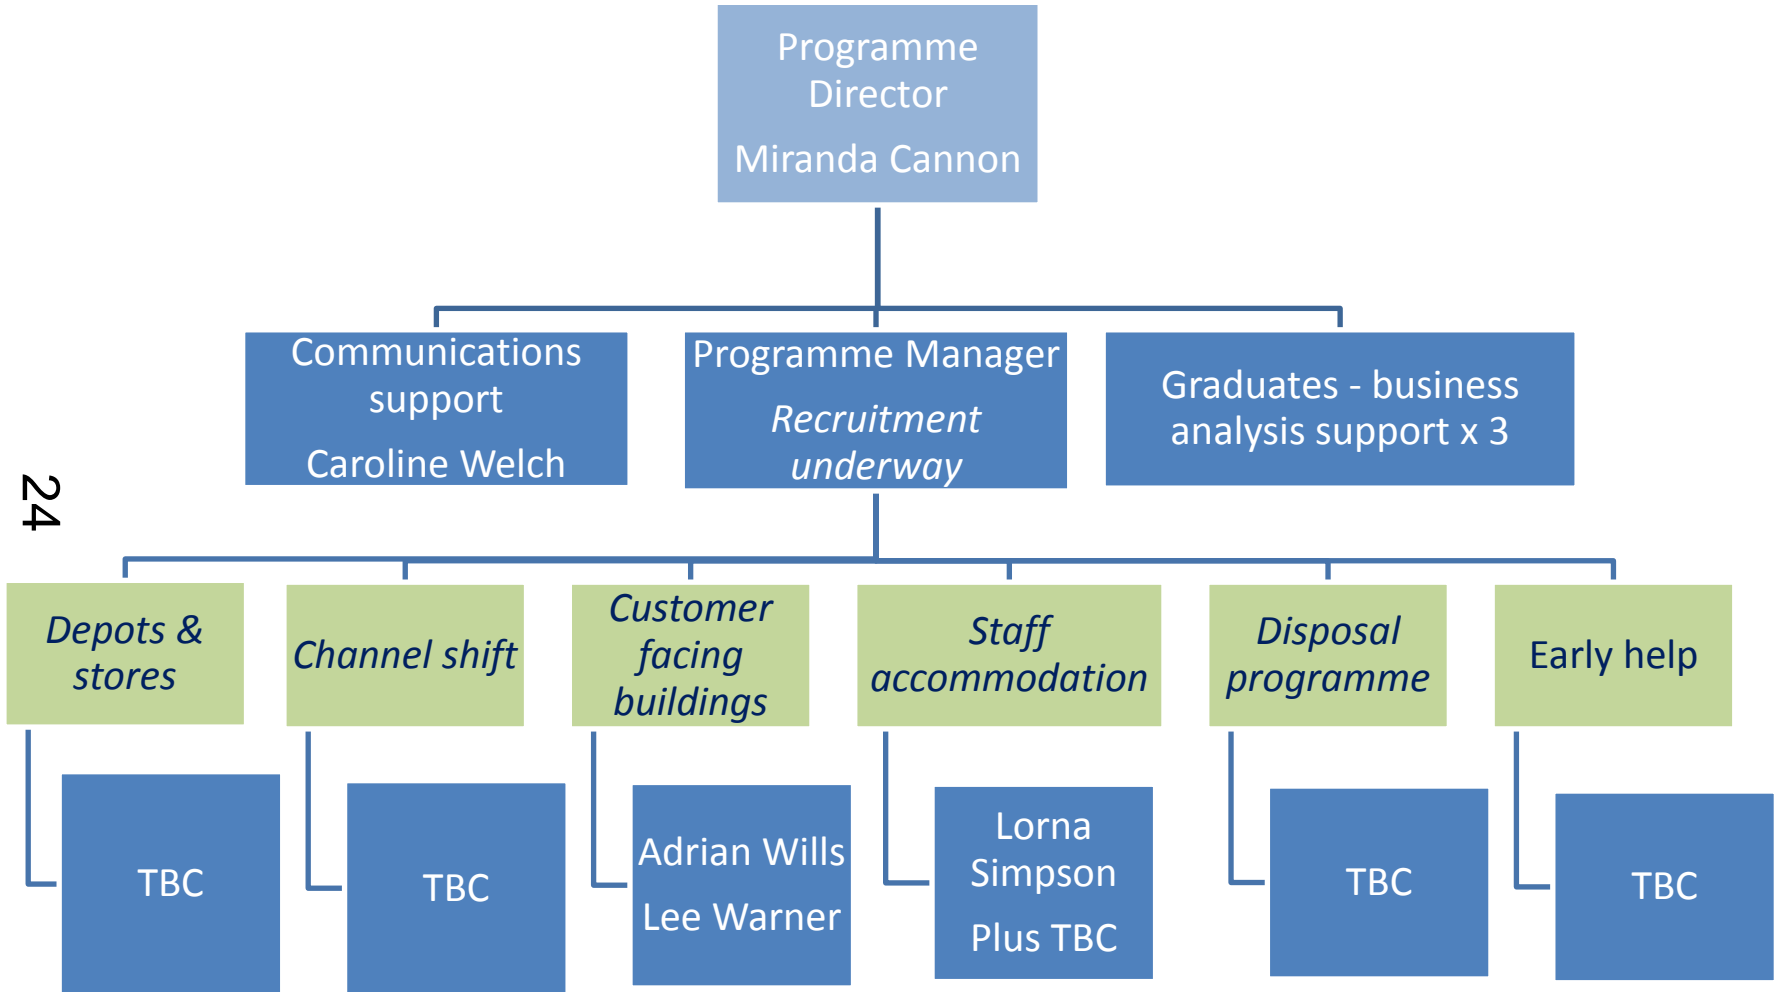 Programme
Director
Miranda Cannon
Communications
support
Caroline Welch
Programme Manager
Recruitment
underway
Graduates - business
analysis support x 3
24
Depots &
stores
Channel shift
Customer
facing
buildings
Staff
accommodation
Disposal
programme
Early help
TBC
TBC
Adrian Wills
Lee Warner
Lorna
Simpson
Plus TBC
TBC
TBC